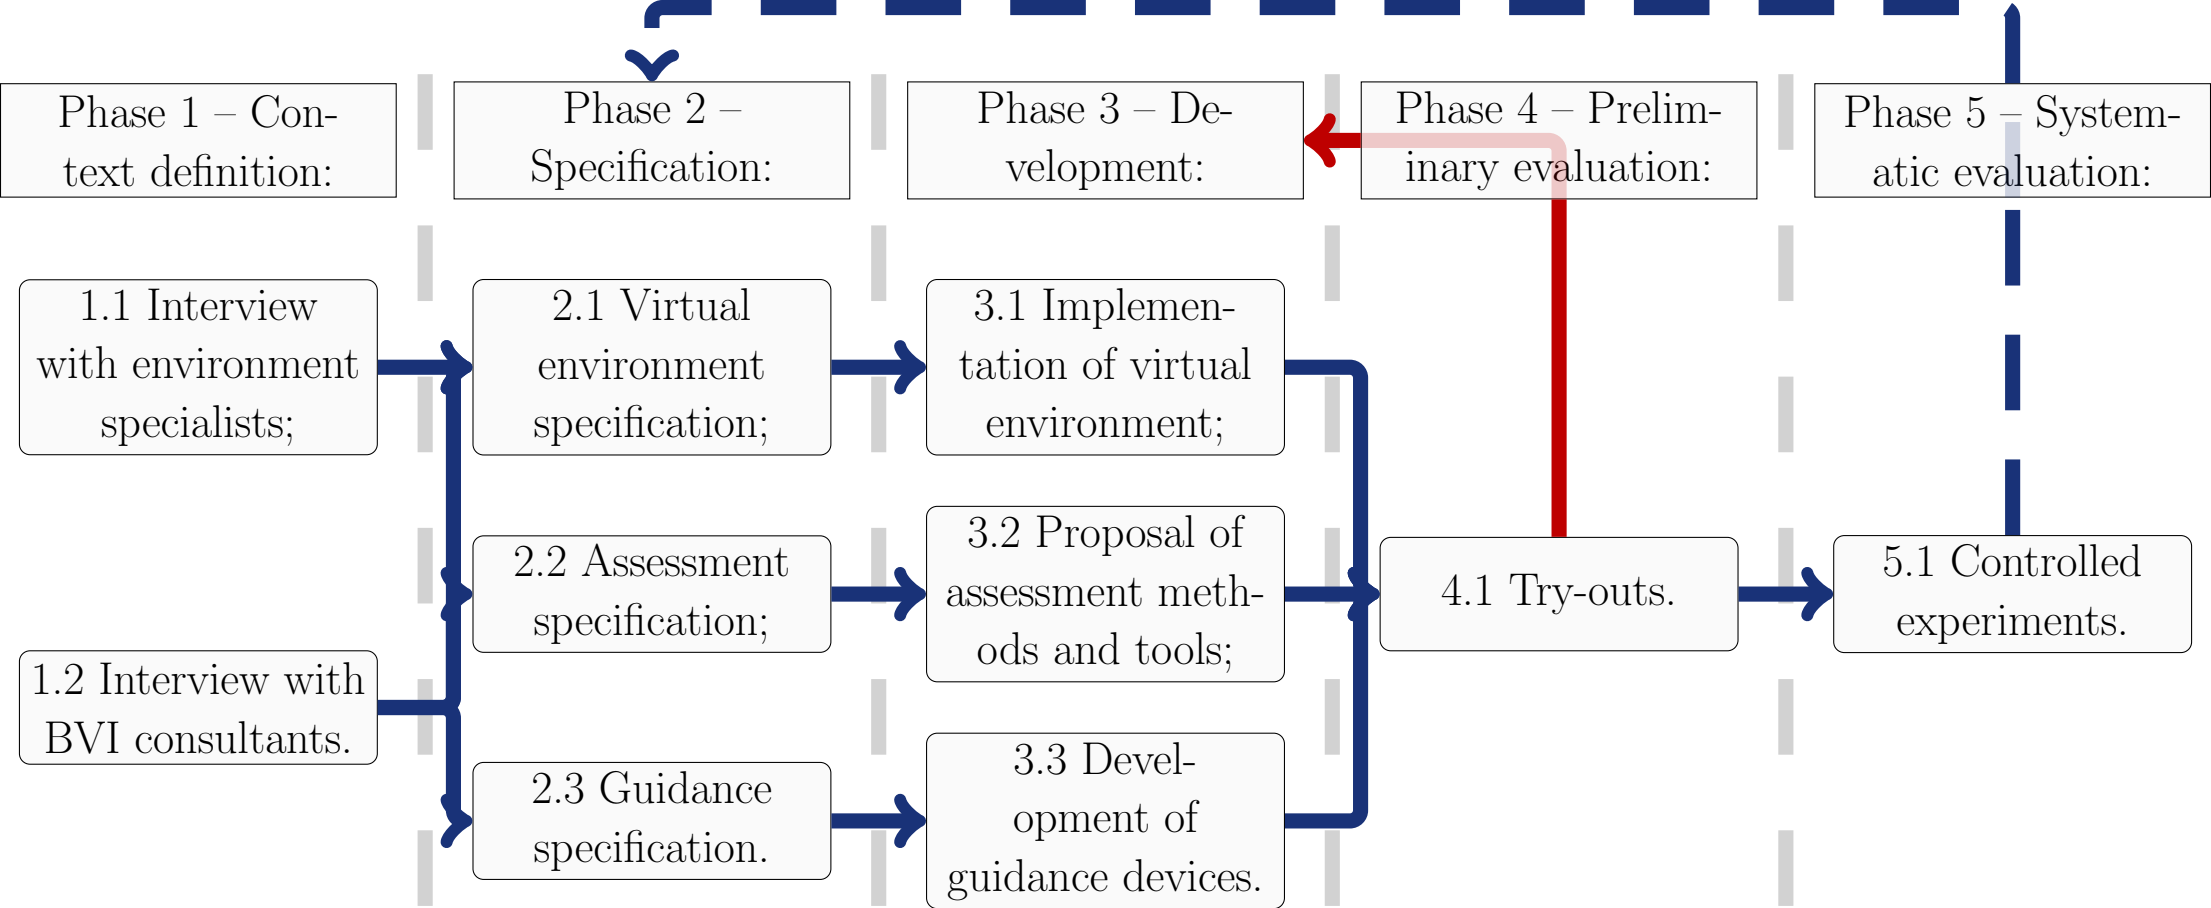 Phase 1 – Con-
text definition:
Phase 2 –
Specification:
Phase 3 – De-
velopment:
Phase 4 – Prelim-
inary evaluation:
Phase 5 – System-
atic evaluation:
1.1 Interview
with environment
specialists;
1.2 Interview with
BVI consultants.
2.1 Virtual
environment
specification;
2.2 Assessment
specification;
2.3 Guidance
specification.
3.1 Implemen-
tation of virtual
environment;
3.2 Proposal of
assessment meth-
ods and tools;
3.3 Devel-
opment of
guidance devices.
4.1 Try-outs.
5.1 Controlled
experiments.